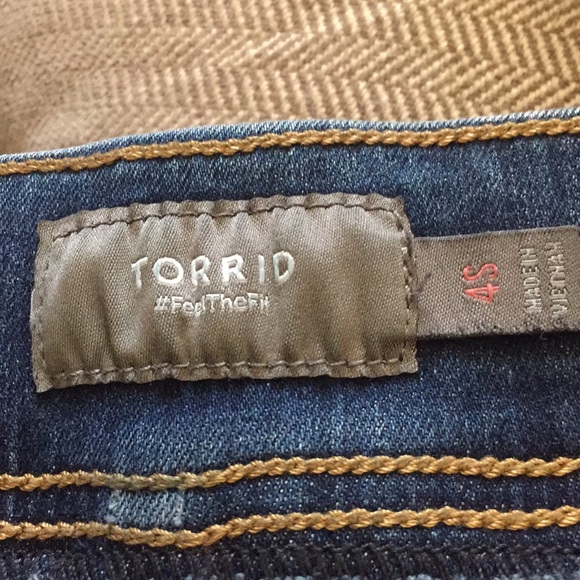 TORRID
#FeelTheFit
4S
MADE IN
VIETNAM